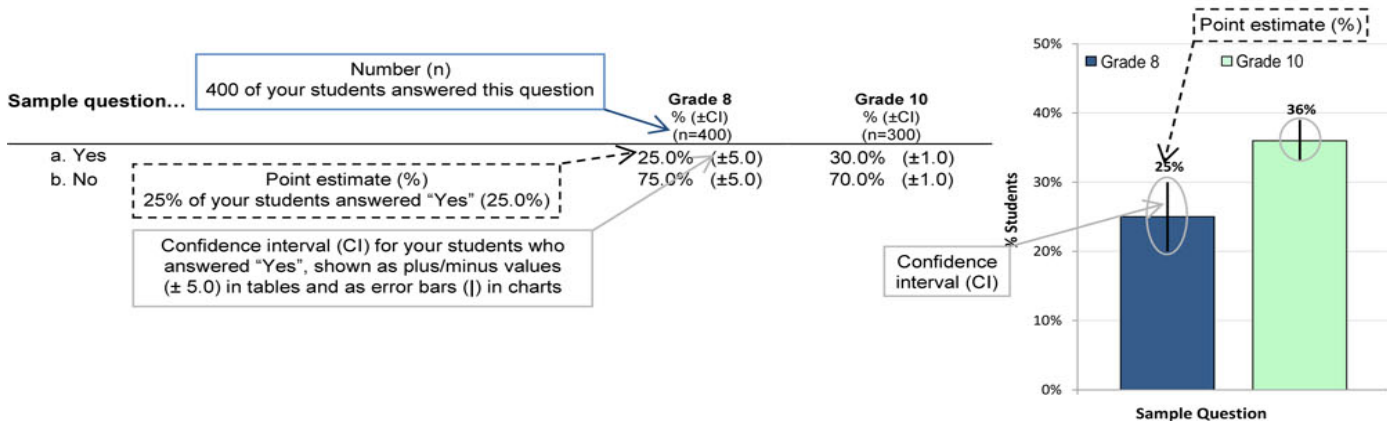 Number (n)
400 of your students answered this question
Sample question…
Grade 8
% (±CI)
(n=400)
Grade 10
% (±CI)
(n=300)
a. Yes 25.0% (±5.0) 30.0% (±1.0)
b. No 75.0% (±5.0) 70.0% (±1.0)
Point estimate (%)
25% of your students answered “Yes” (25.0%)
Confidence interval (CI) for your students who
answered “Yes”, shown as plus/minus values
(± 5.0) in tables and as error bars (|) in charts
Point estimate (%)
50%
Grade 8 Grade 10
40%
36%
25%
30%
% Students
20%
Confidence
interval (CI)
10%
0%
Sample Question